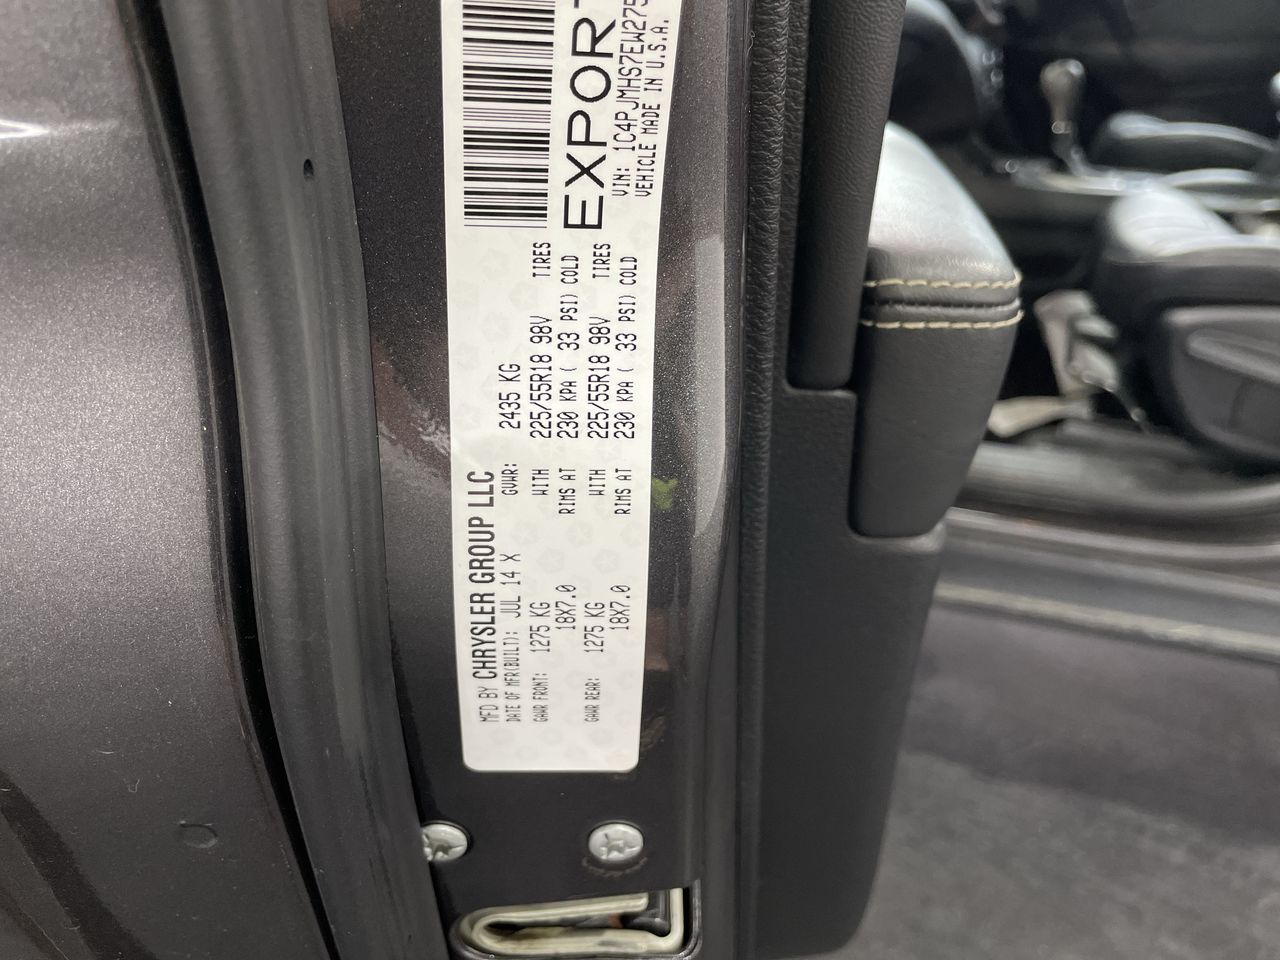 MFD BY CHRYSLER GROUP LLC
DATE OF MFR(BUILT): JUL 14 X GVWR: 2435 KG
GAWR FRONT: 1275 KG WITH 225/55R18 98V TIRES
18X7.0 RIMS AT 230 KPA ( 33 PSI) COLD
GAWR REAR: 1275 KG WITH 225/55R18 98V TIRES
18X7.0 RIMS AT 230 KPA ( 33 PSI) COLD
EXPORT
VIN: 1C4PJMHS7EW275
VEHICLE MADE IN U.S.A.